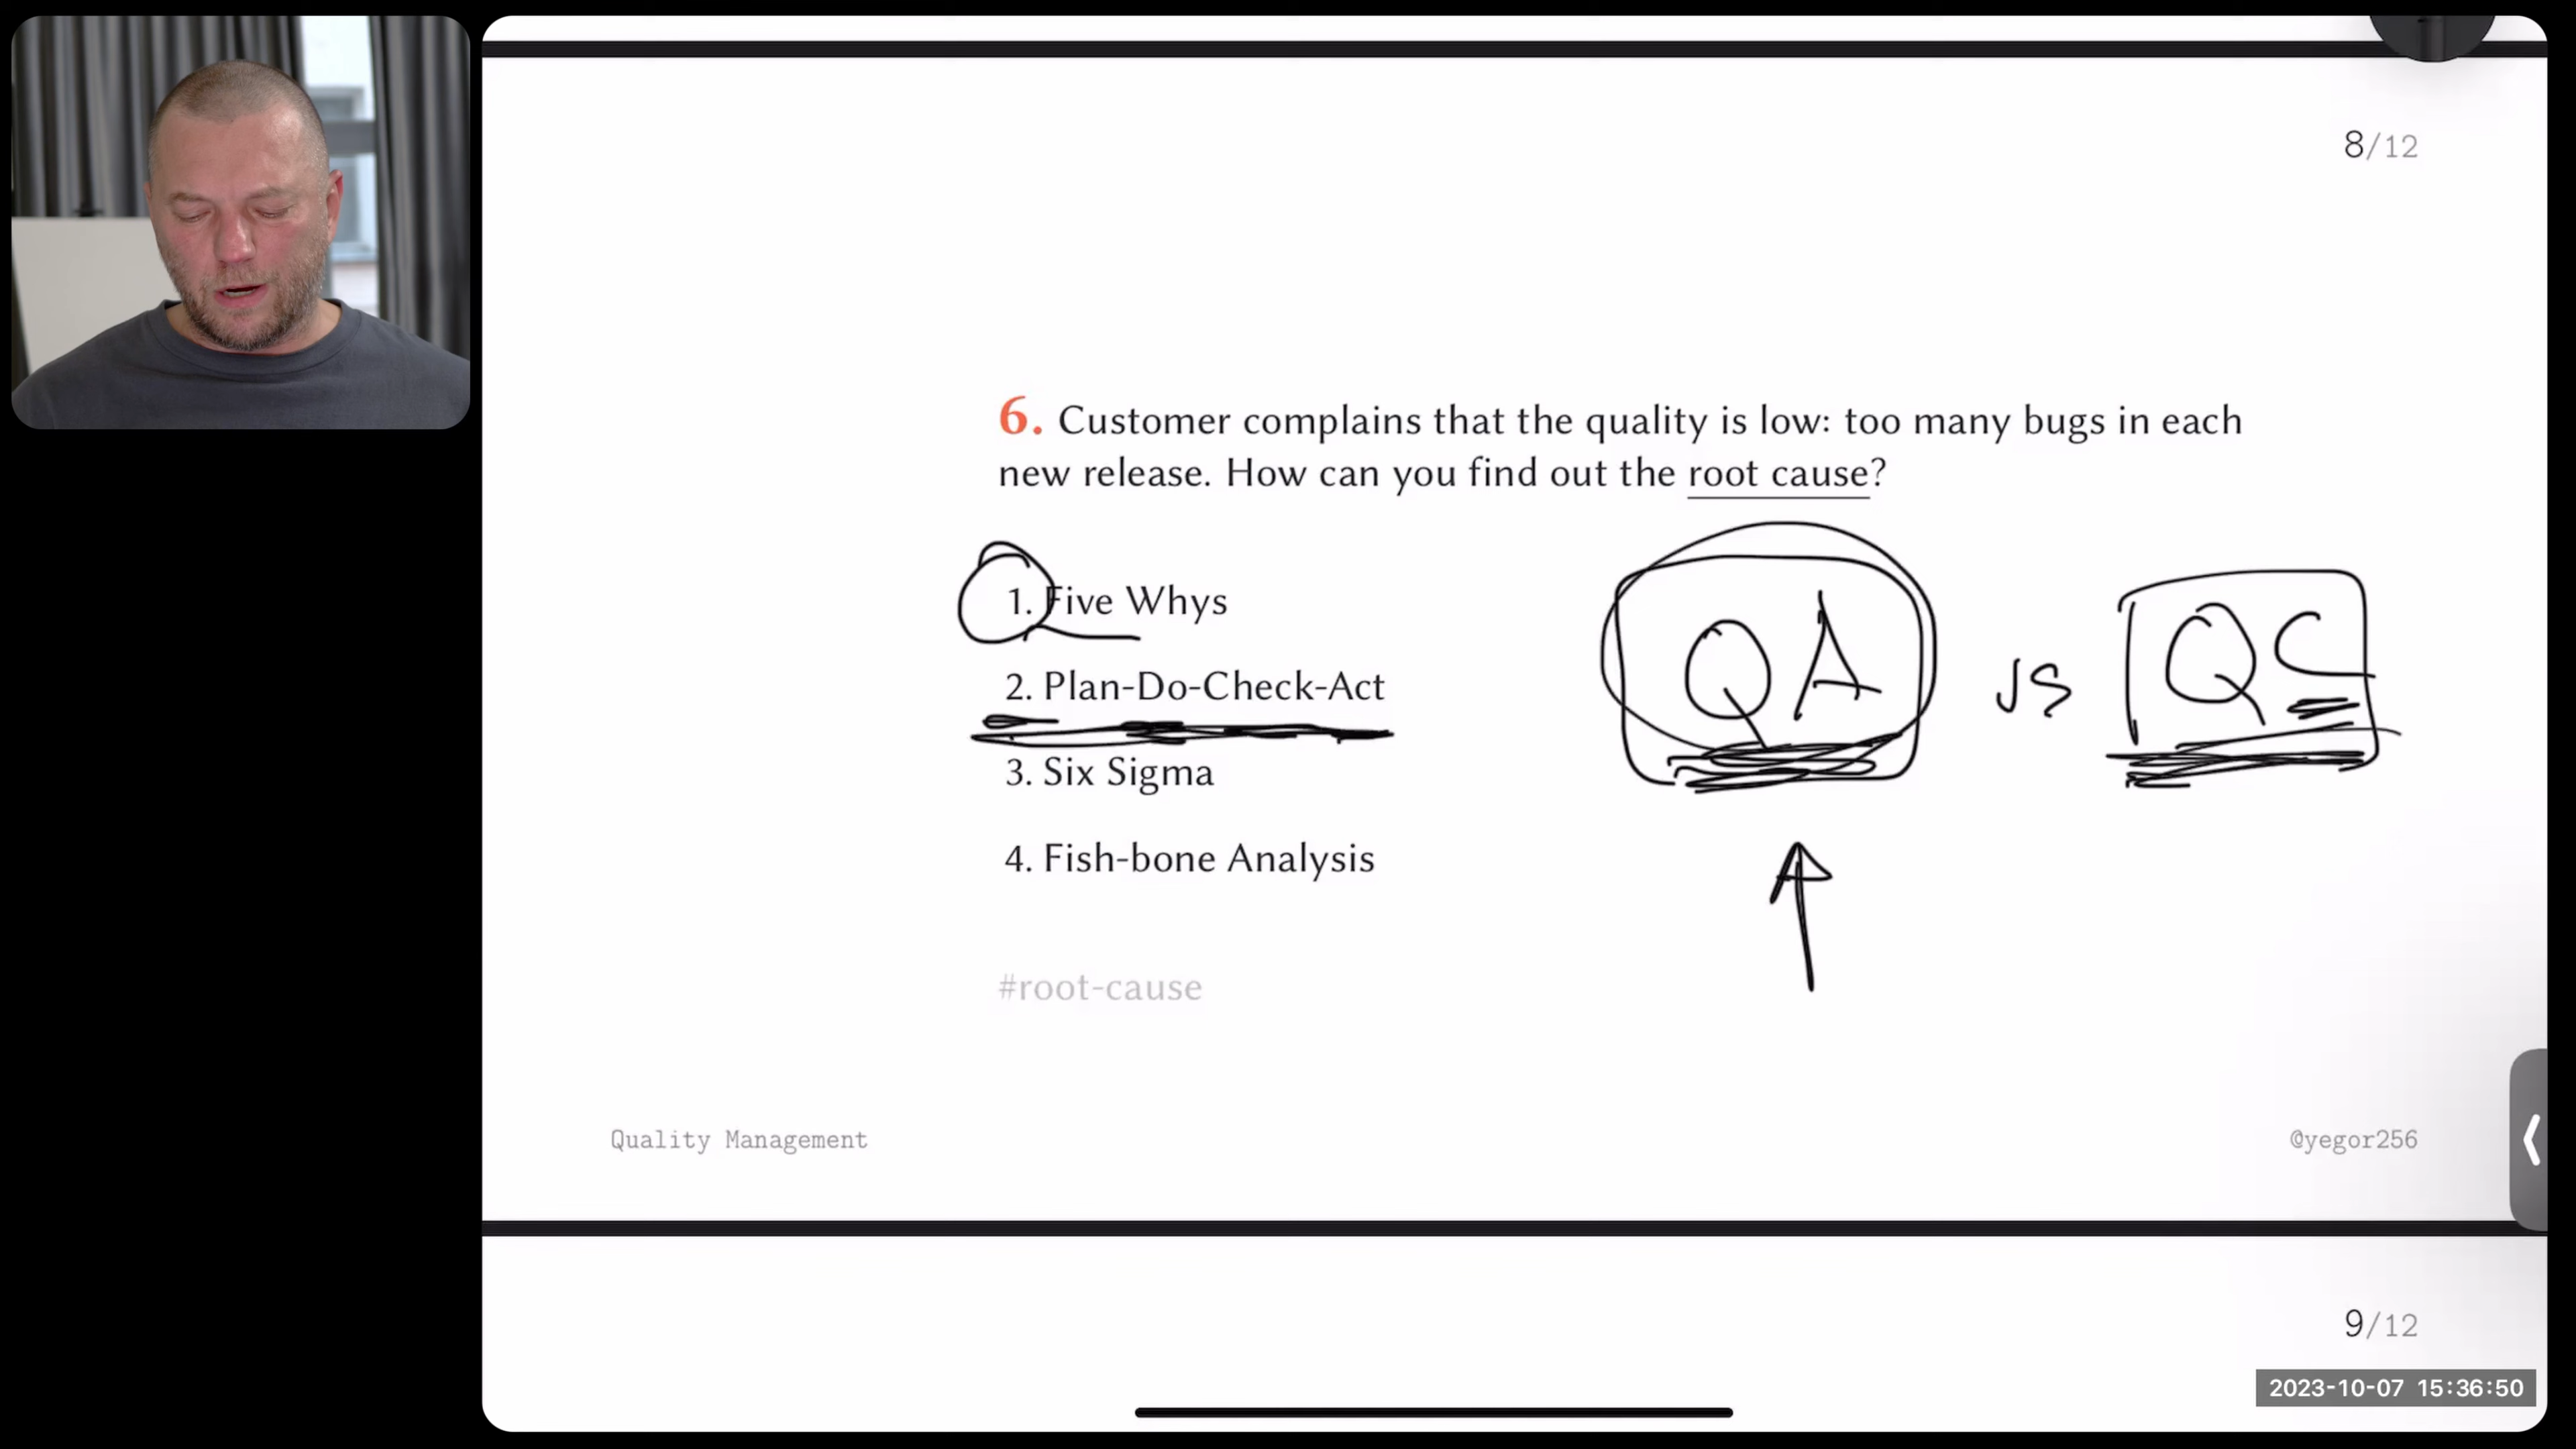 8/12
6. Customer complains that the quality is low: too many bugs in each
new release. How can you find out the root cause?
1. Five Whys
2. Plan-Do-Check-Act
3. Six Sigma
4. Fish-bone Analysis
QA vs QC
#root-cause
Quality Management
@yegor256
9/12
2023-10-07 15:36:50